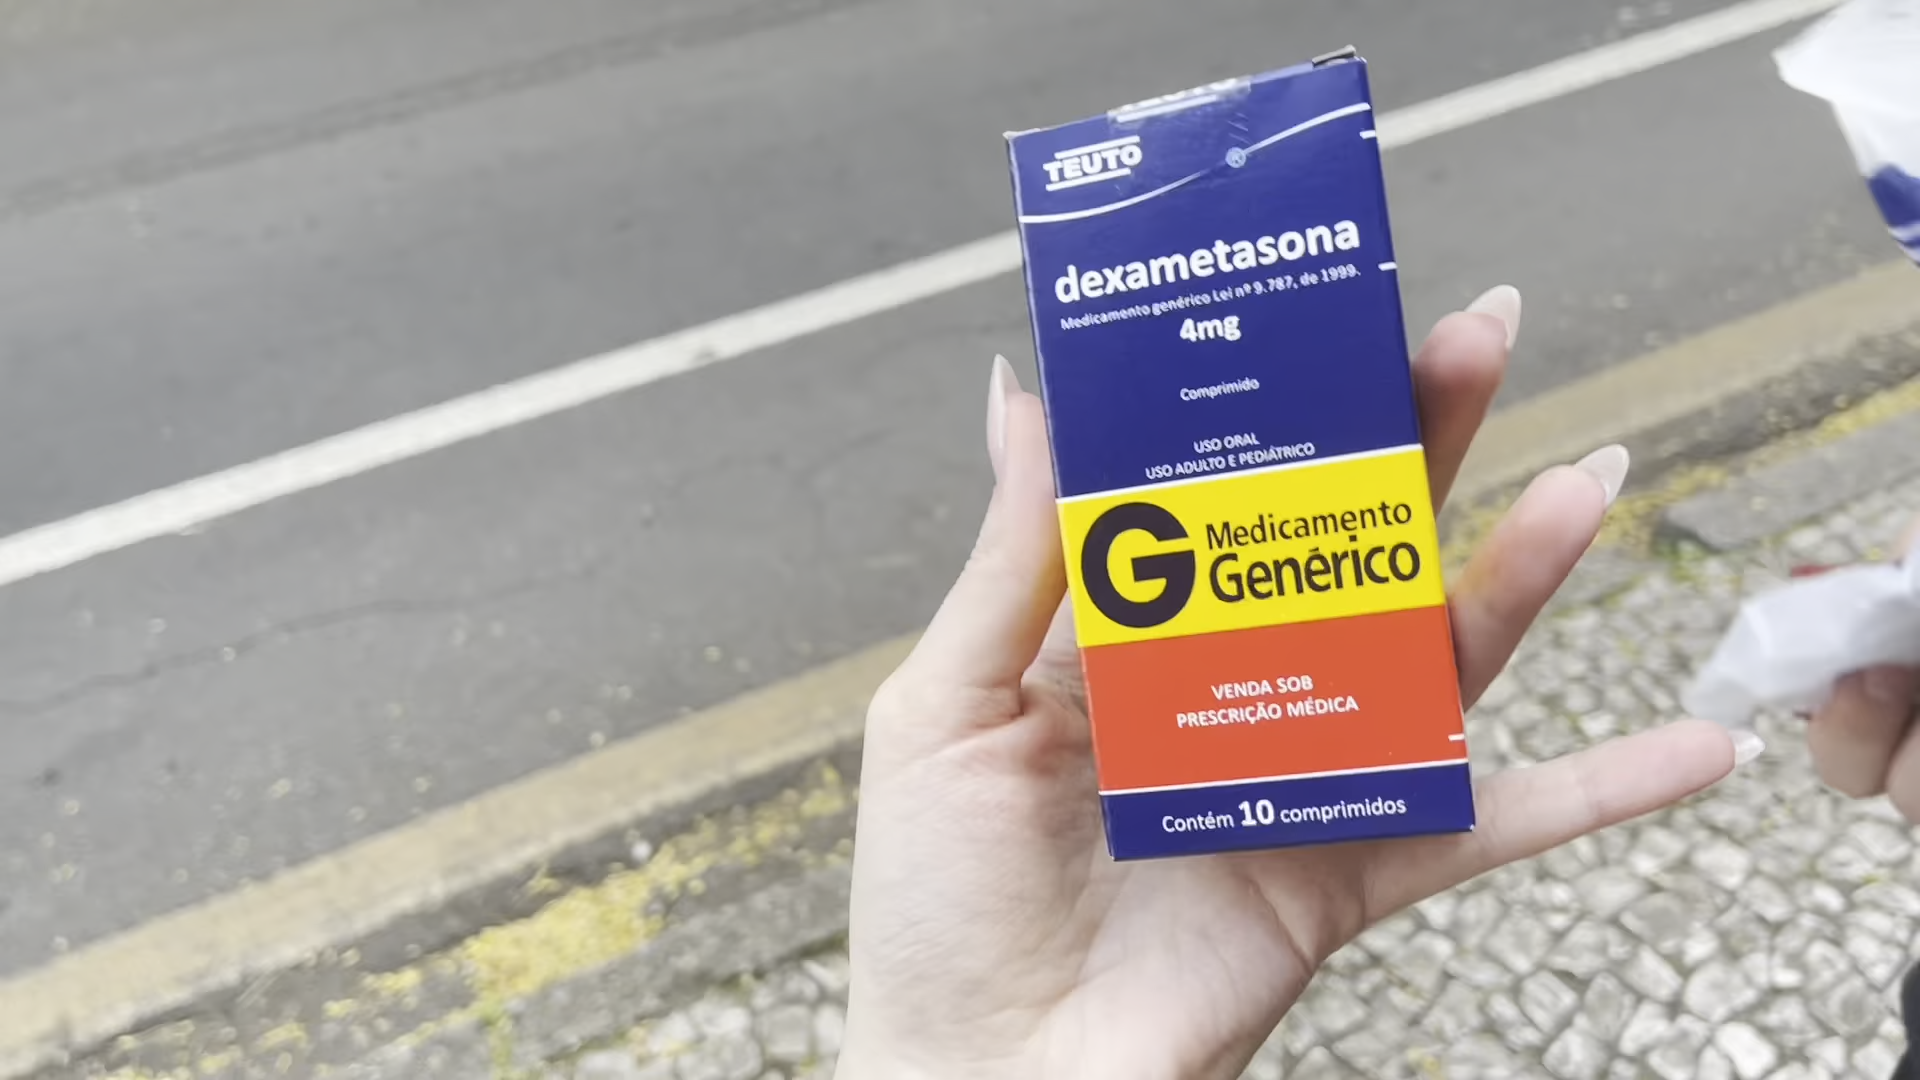 TEUTO
TEUTO
dexametasona
Medicamento genérico Lei nº 9.787, de 1999.
4mg
Comprimido
USO ORAL
USO ADULTO E PEDIÁTRICO
G Medicamento
Genérico
VENDA SOB
PRESCRIÇÃO MÉDICA
Contém 10 comprimidos